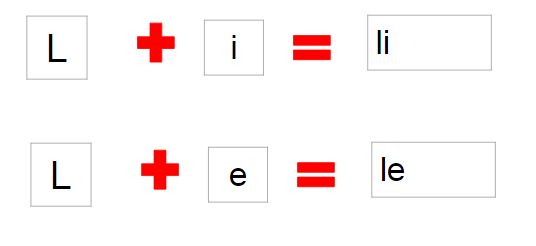 L + i = li
L + e = le